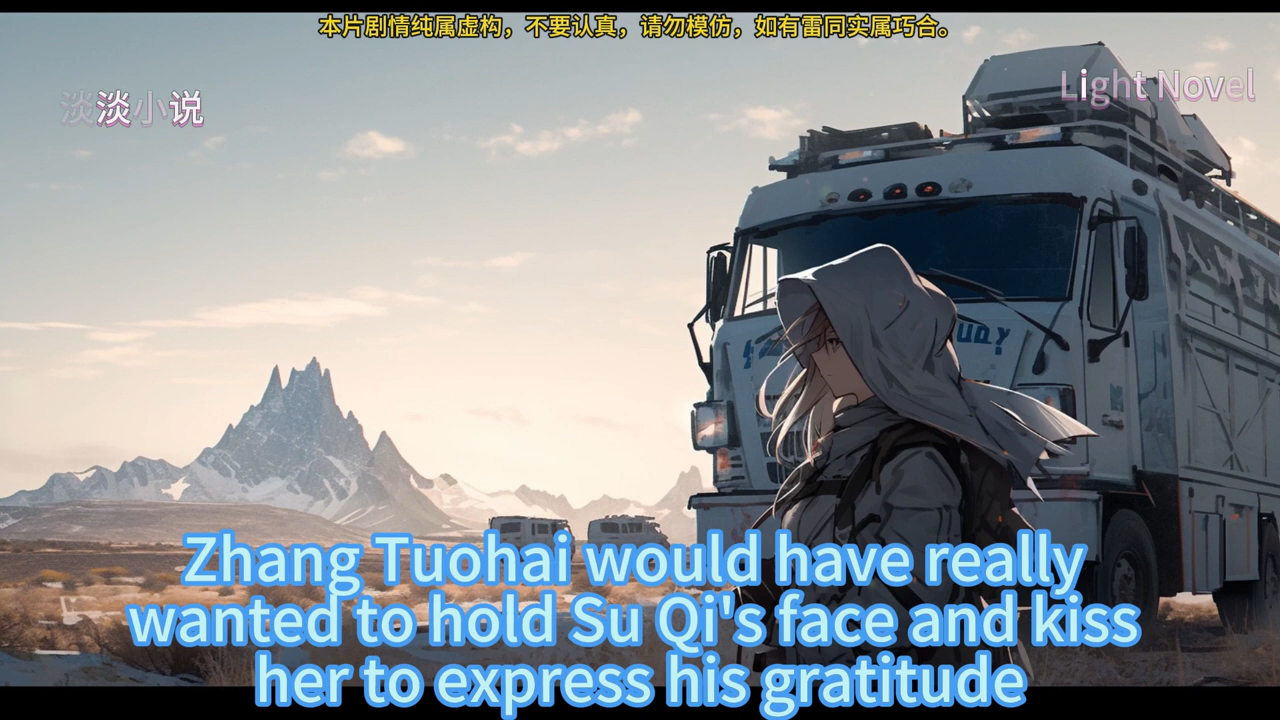 本片剧情纯属虚构，不要认真，请勿模仿，如有雷同实属巧合。
淡淡小说
Light Novel
Zhang Tuohai would have really
wanted to hold Su Qi's face and kiss
her to express his gratitude